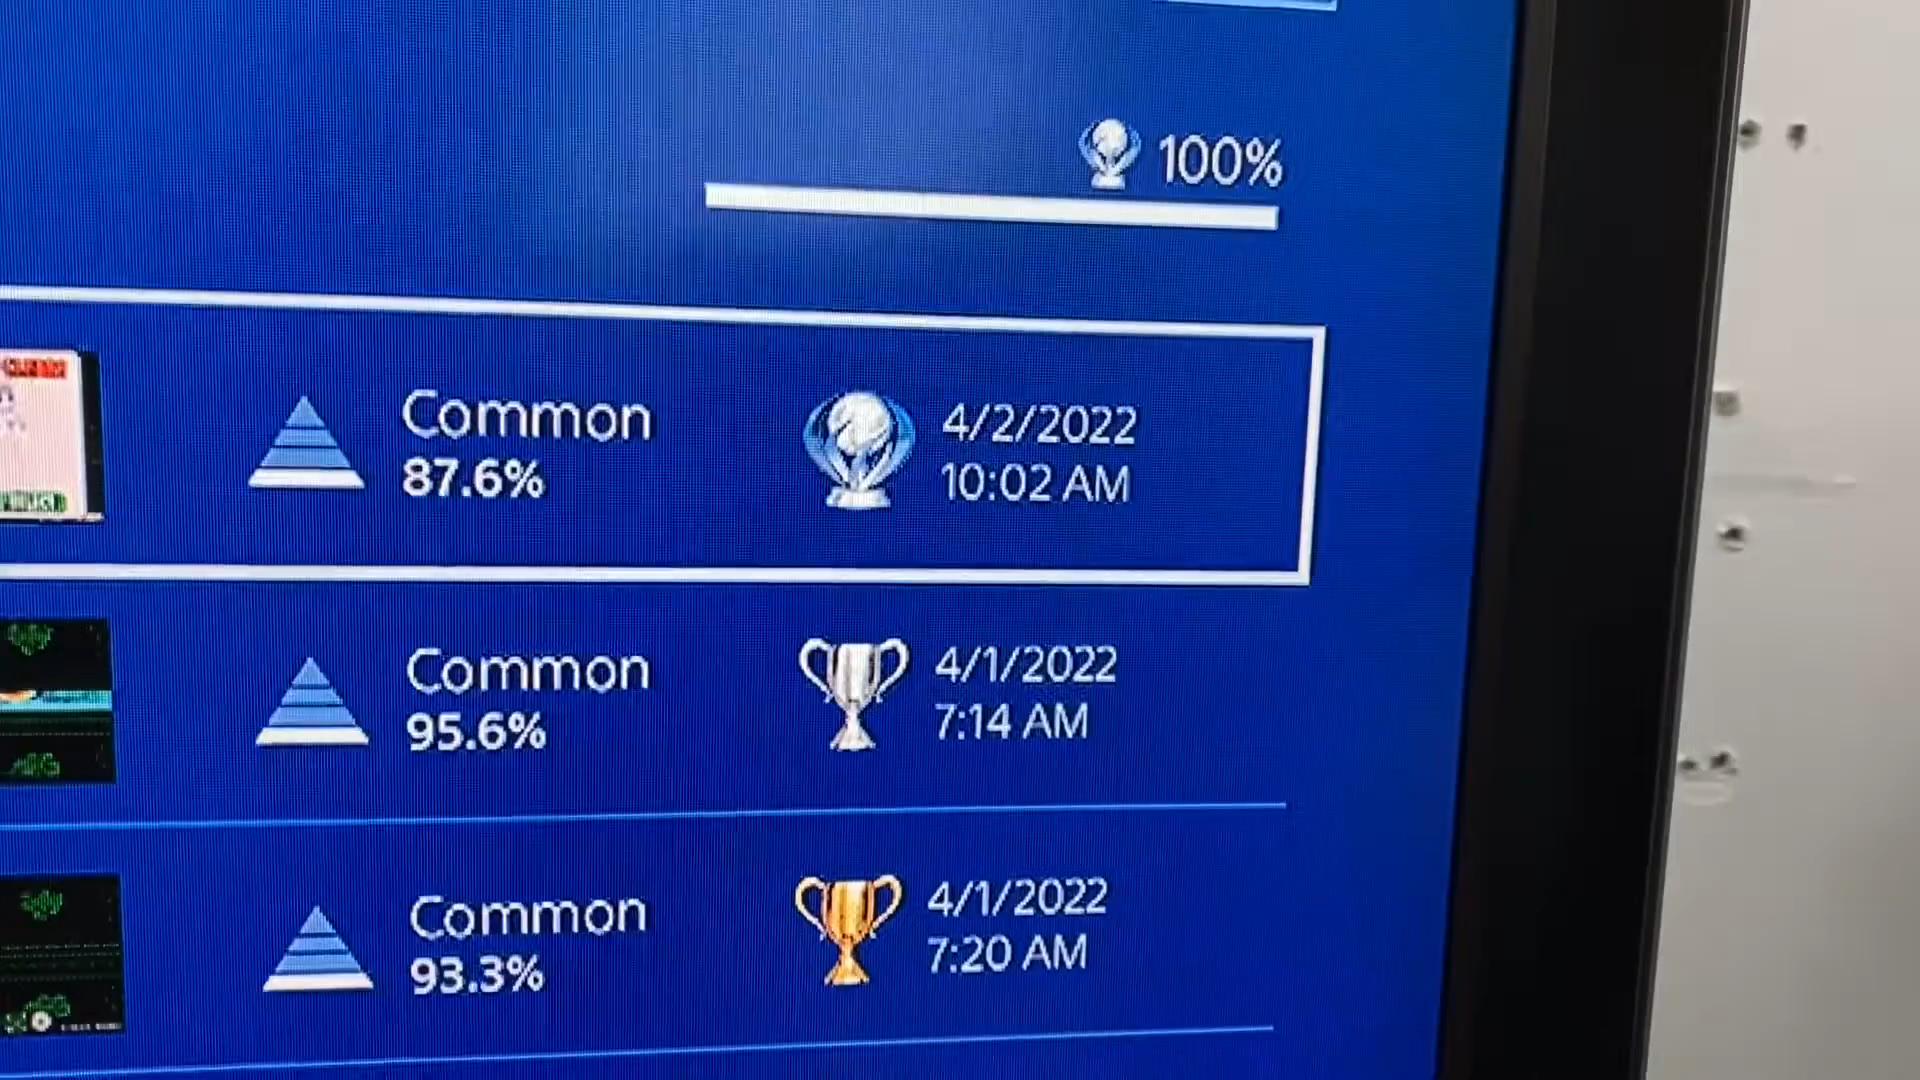 100%
Common
87.6%
4/2/2022
10:02 AM
Common
95.6%
4/1/2022
7:14 AM
Common
93.3%
4/1/2022
7:20 AM